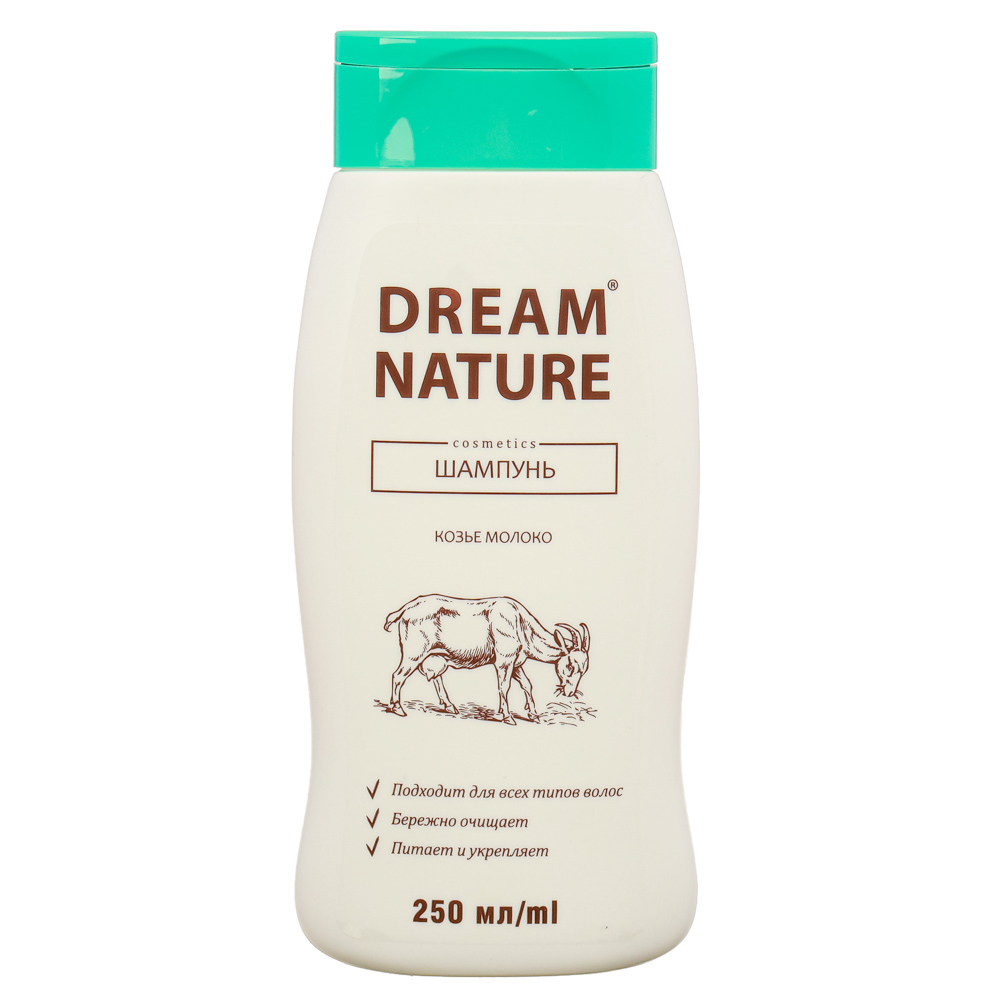 DREAM®
NATURE
cosmetics
ШАМПУНЬ
КОЗЬЕ МОЛОКО
Подходит для всех типов волос
Бережно очищает
Питает и укрепляет
250 мл/ml